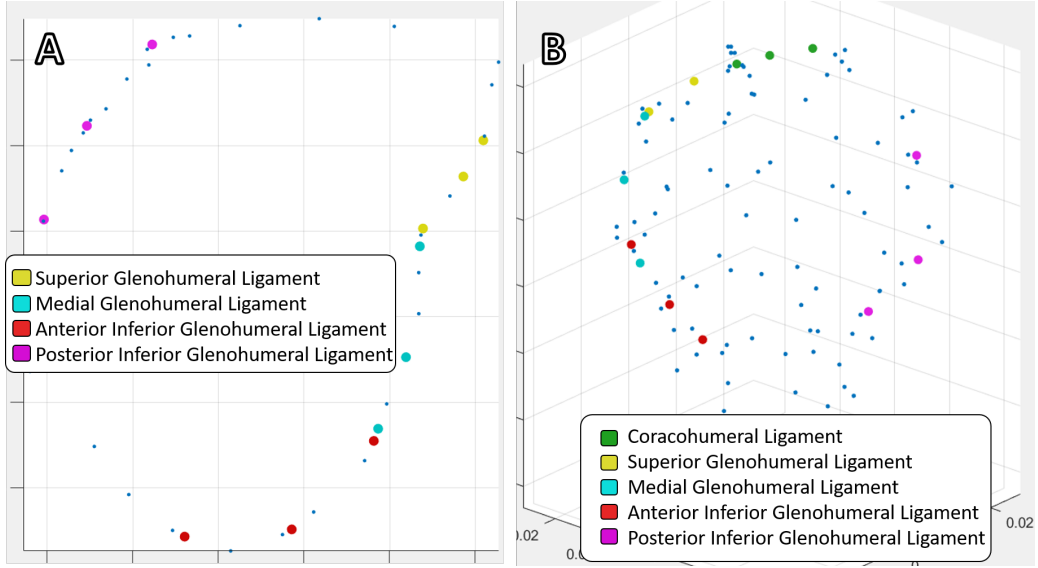 A
Superior Glenohumeral Ligament
Medial Glenohumeral Ligament
Anterior Inferior Glenohumeral Ligament
Posterior Inferior Glenohumeral Ligament
B
Coracohumeral Ligament
Superior Glenohumeral Ligament
Medial Glenohumeral Ligament
Anterior Inferior Glenohumeral Ligament
Posterior Inferior Glenohumeral Ligament
0.02
0.02